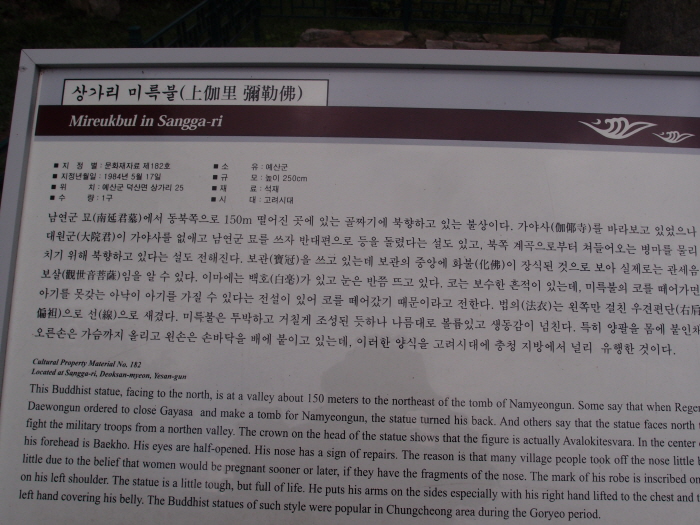 상가리 미륵불(上伽里 彌勒佛)
Mireukbul in Sangga-ri
■ 지 정 별 : 문화재자료 제182호 ■ 소 유 : 예산군
■ 지정년월일 : 1984년 5월 17일 ■ 규 모 : 높이 250cm
■ 위 치 : 예산군 덕산면 상가리 25 ■ 재 료 : 석재
■ 수 량 : 1구 ■ 시 대 : 고려시대
남연군 묘(南延君墓)에서 동북쪽으로 150m 떨어진 곳에 있는 골짜기에 북향하고 있는 불상이다. 가야사(伽倻寺)를 바라보고 있었으나
대원군(大院君)이 가야사를 없애고 남연군 묘를 쓰자 반대편으로 등을 돌렸다는 설도 있고, 북쪽 계곡으로부터 쳐들어오는 병마를 물리
치기 위해 북향하고 있다는 설도 전해진다. 보관(寶冠)을 쓰고 있는데 보관의 중앙에 화불(化佛)이 장식된 것으로 보아 실제로는 관세음
보살(觀世音菩薩)임을 알 수 있다. 이마에는 백호(白毫)가 있고 눈은 반쯤 뜨고 있다. 코는 보수한 흔적이 있는데, 미륵불의 코를 떼어가면
아기를 못갖는 아낙이 아기를 가질 수 있다는 전설이 있어 코를 떼어갔기 때문이라고 전한다. 법의(法衣)는 왼쪽만 걸친 우견편단(右肩
偏袒)으로 선(線)으로 새겼다. 미륵불은 투박하고 거칠게 조성된 듯하나 나름대로 볼륨있고 생동감이 넘친다. 특히 양팔을 몸에 붙인채
오른손은 가슴까지 올리고 왼손은 손바닥을 배에 붙이고 있는데, 이러한 양식을 고려시대에 충청 지방에서 널리 유행한 것이다.
Cultural Property Material No. 182
Located at Sangga-ri, Deoksan-myeon, Yesan-gun
This Buddhist statue, facing to the north, is at a valley about 150 meters to the northeast of the tomb of Namyeongun. Some say that when Regen
Daewongun ordered to close Gayasa and make a tomb for Namyeongun, the statue turned his back. And others say that the statue faces north t
fight the military troops from a northen valley. The crown on the head of the statue shows that the figure is actually Avalokitesvara. In the center o
his forehead is Baekho. His eyes are half-opened. His nose has a sign of repairs. The reason is that many village people took off the nose little b
little due to the belief that women would be pregnant sooner or later, if they have the fragments of the nose. The mark of his robe is inscribed on
on his left shoulder. The statue is a little tough, but full of life. He puts his arms on the sides especially with his right hand lifted to the chest and t
left hand covering his belly. The Buddhist statues of such style were popular in Chungcheong area during the Goryeo period.